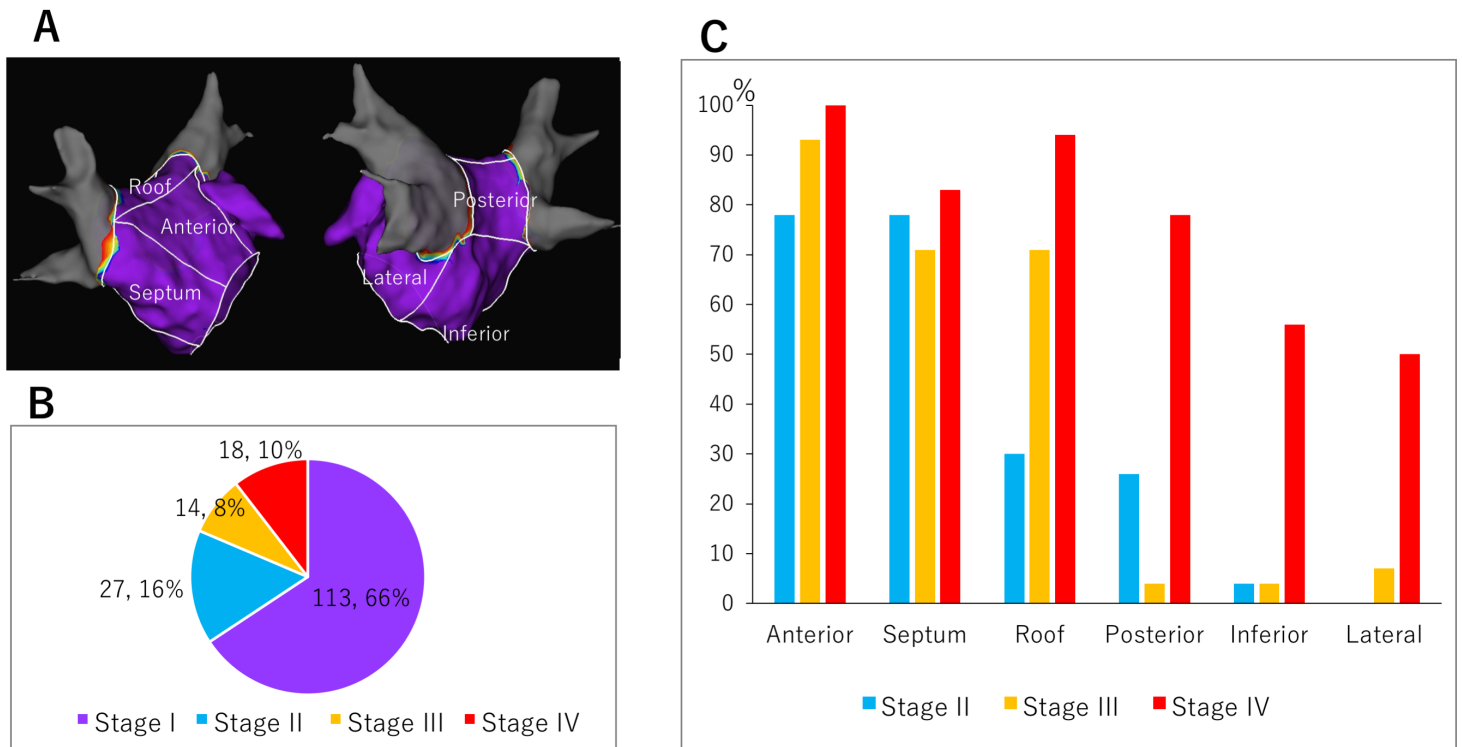 A
Roof
Anterior
Septum
Posterior
Lateral
Inferior
B
18, 10%
14, 8%
27, 16%
113, 66%
Stage I Stage II Stage III Stage IV
C
%
100
90
80
70
60
50
40
30
20
10
0
Anterior Septum Roof Posterior Inferior Lateral
Stage II Stage III Stage IV